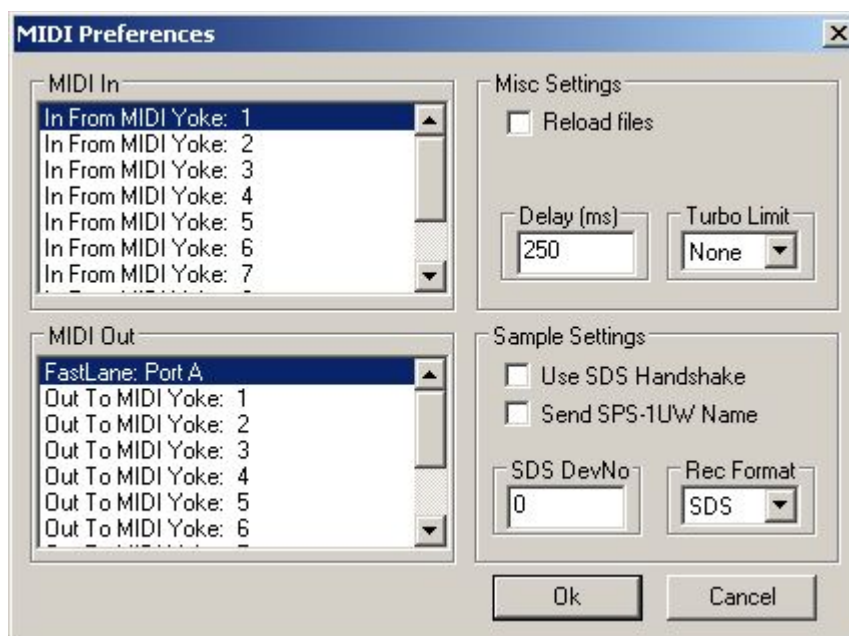 MIDI Preferences
MIDI In
In From MIDI Yoke: 1
In From MIDI Yoke: 2
In From MIDI Yoke: 3
In From MIDI Yoke: 4
In From MIDI Yoke: 5
In From MIDI Yoke: 6
In From MIDI Yoke: 7
Misc Settings
Reload files
Delay (ms)
250
Turbo Limit
None
MIDI Out
FastLane: Port A
Out To MIDI Yoke: 1
Out To MIDI Yoke: 2
Out To MIDI Yoke: 3
Out To MIDI Yoke: 4
Out To MIDI Yoke: 5
Out To MIDI Yoke: 6
Sample Settings
Use SDS Handshake
Send SPS-1UW Name
SDS DevNo
0
Rec Format
SDS
Ok
Cancel